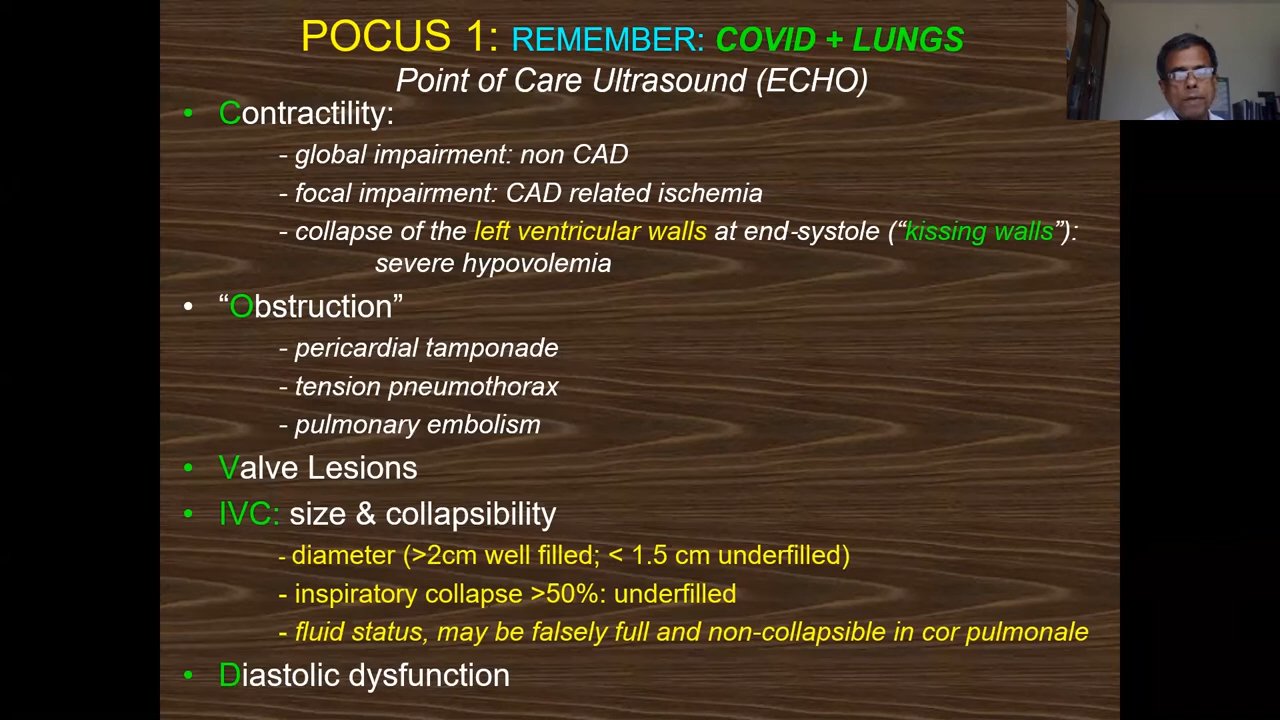 POCUS 1: REMEMBER: COVID + LUNGS
Point of Care Ultrasound (ECHO)
• Contractility:
- global impairment: non CAD
- focal impairment: CAD related ischemia
- collapse of the left ventricular walls at end-systole (“kissing walls”):
severe hypovolemia
• “Obstruction”
- pericardial tamponade
- tension pneumothorax
- pulmonary embolism
• Valve Lesions
• IVC: size & collapsibility
- diameter (>2cm well filled; < 1.5 cm underfilled)
- inspiratory collapse >50%: underfilled
- fluid status, may be falsely full and non-collapsible in cor pulmonale
• Diastolic dysfunction